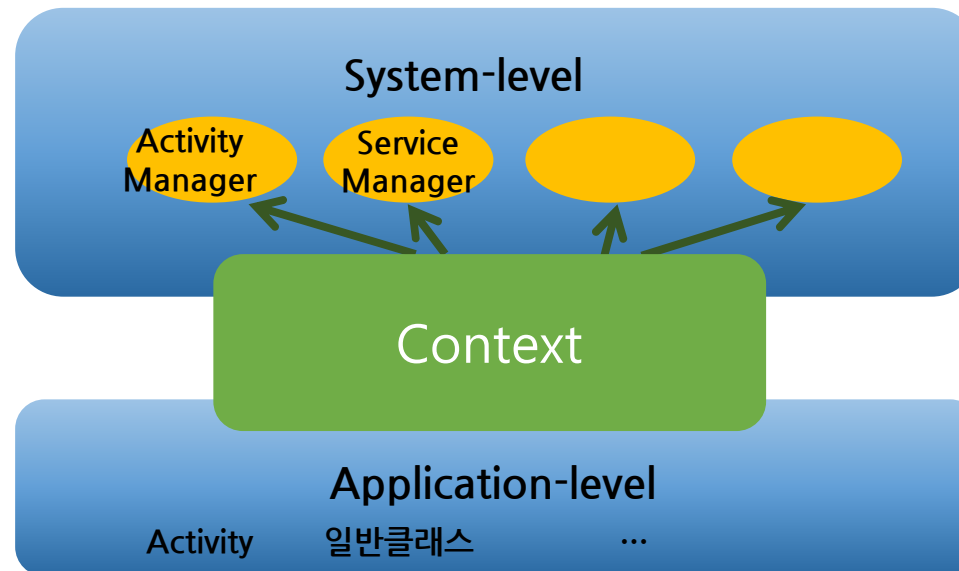 System-level
Activity
Manager
Service
Manager
Context
Application-level
Activity 일반클래스 …